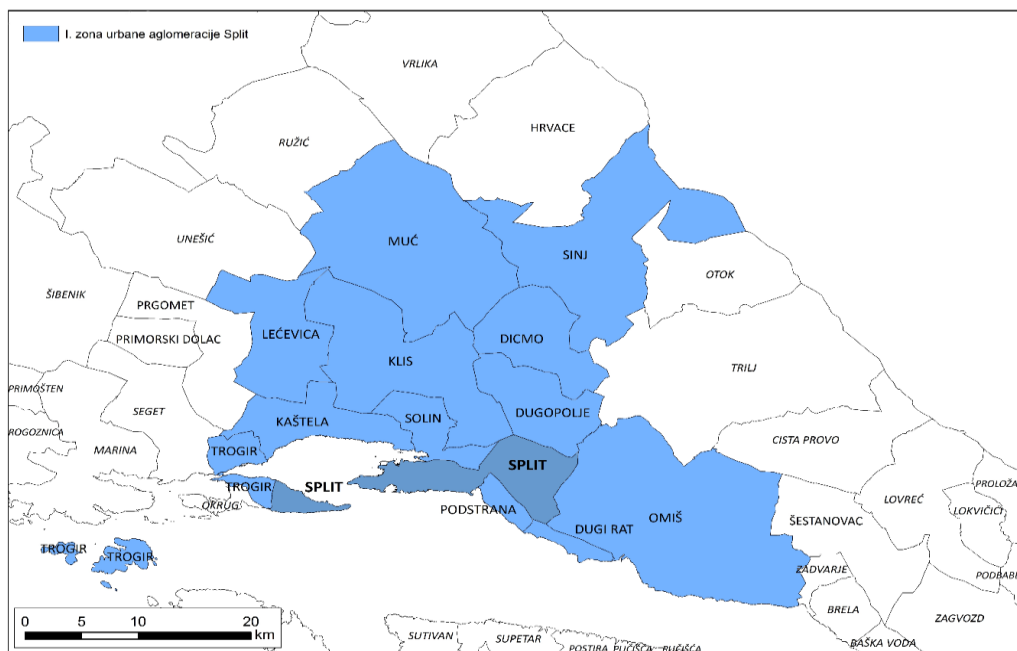 I. zona urbane aglomeracije Split
VRLIKA
HRVACE
RUŽIĆ
UNEŠIĆ
MUĆ
SINJ
OTOK
ŠIBENIK
PRGOMET
LEĆEVICA
PRIMORSKI DOLAC
DICMO
KLIS
TRILJ
PRIMOŠTEN
SEGET
DUGOPOLJE
SOLIN
KAŠTELA
ROGOZNICA
MARINA
TROGIR
CISTA PROVO
SPLIT
PROLOŽA
TROGIR
SPLIT
LOVREĆ
OKRUG
PODSTRANA
OMIŠ
LOKVIČIĆI
ŠESTANOVAC
DUGI RAT
TROGIR
TROGIR
ZADVARJE
PODBABI
BRELA
ZAGVOZD
0 5 10 20
km
SUTIVAN
SUPETAR
BAŠKA VODA
POSTIRA
PUČIŠĆA